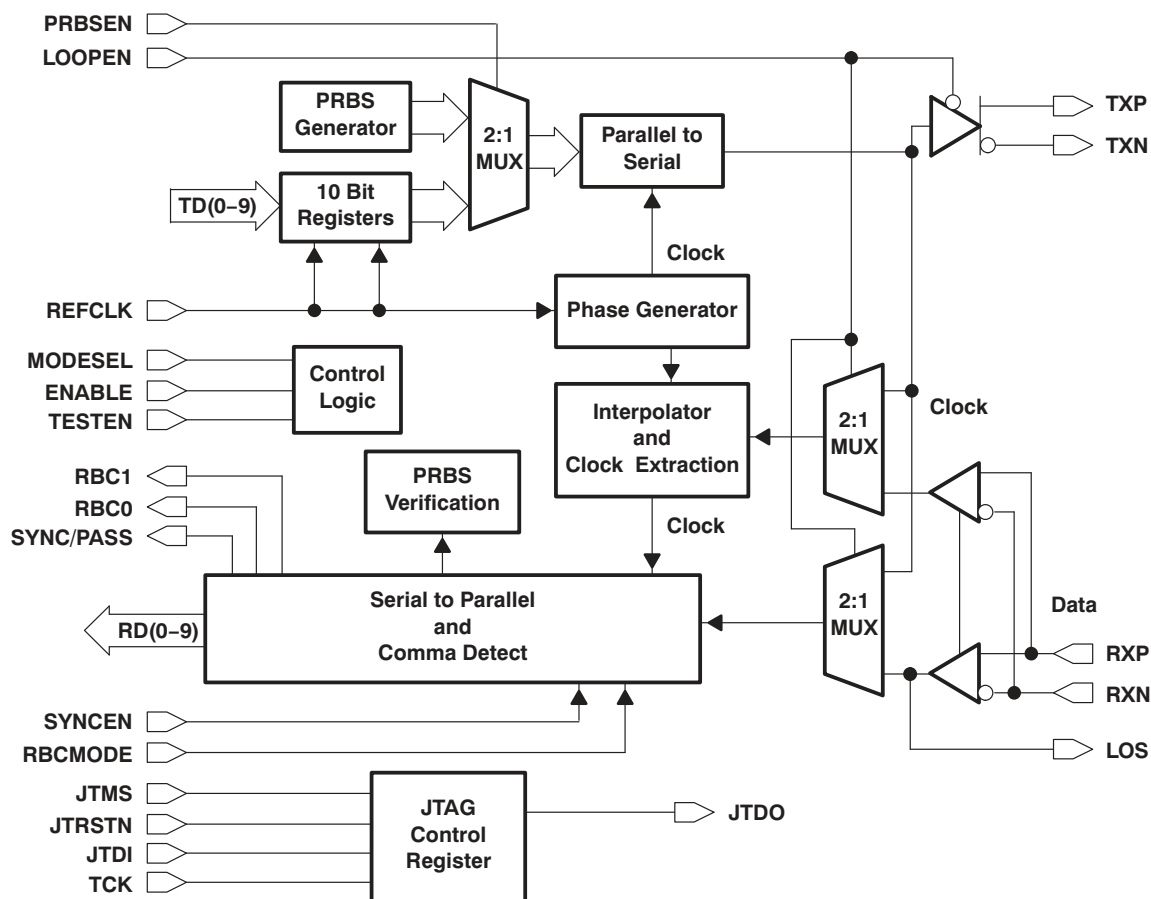 PRBSEN
LOOPEN
PRBS
Generator
2:1
MUX
Parallel to
Serial
TXP
TXN
TD(0–9)
10 Bit
Registers
Clock
REFCLK
Phase Generator
MODESEL
ENABLE
TESTEN
Control
Logic
Interpolator
and
Clock Extraction
2:1
MUX
Clock
RBC1
RBC0
SYNC/PASS
PRBS
Verification
Clock
RD(0–9)
Serial to Parallel
and
Comma Detect
2:1
MUX
Data
RXP
RXN
SYNCEN
RBCMODE
LOS
JTMS
JTRSTN
JTDI
TCK
JTAG
Control
Register
JTDO